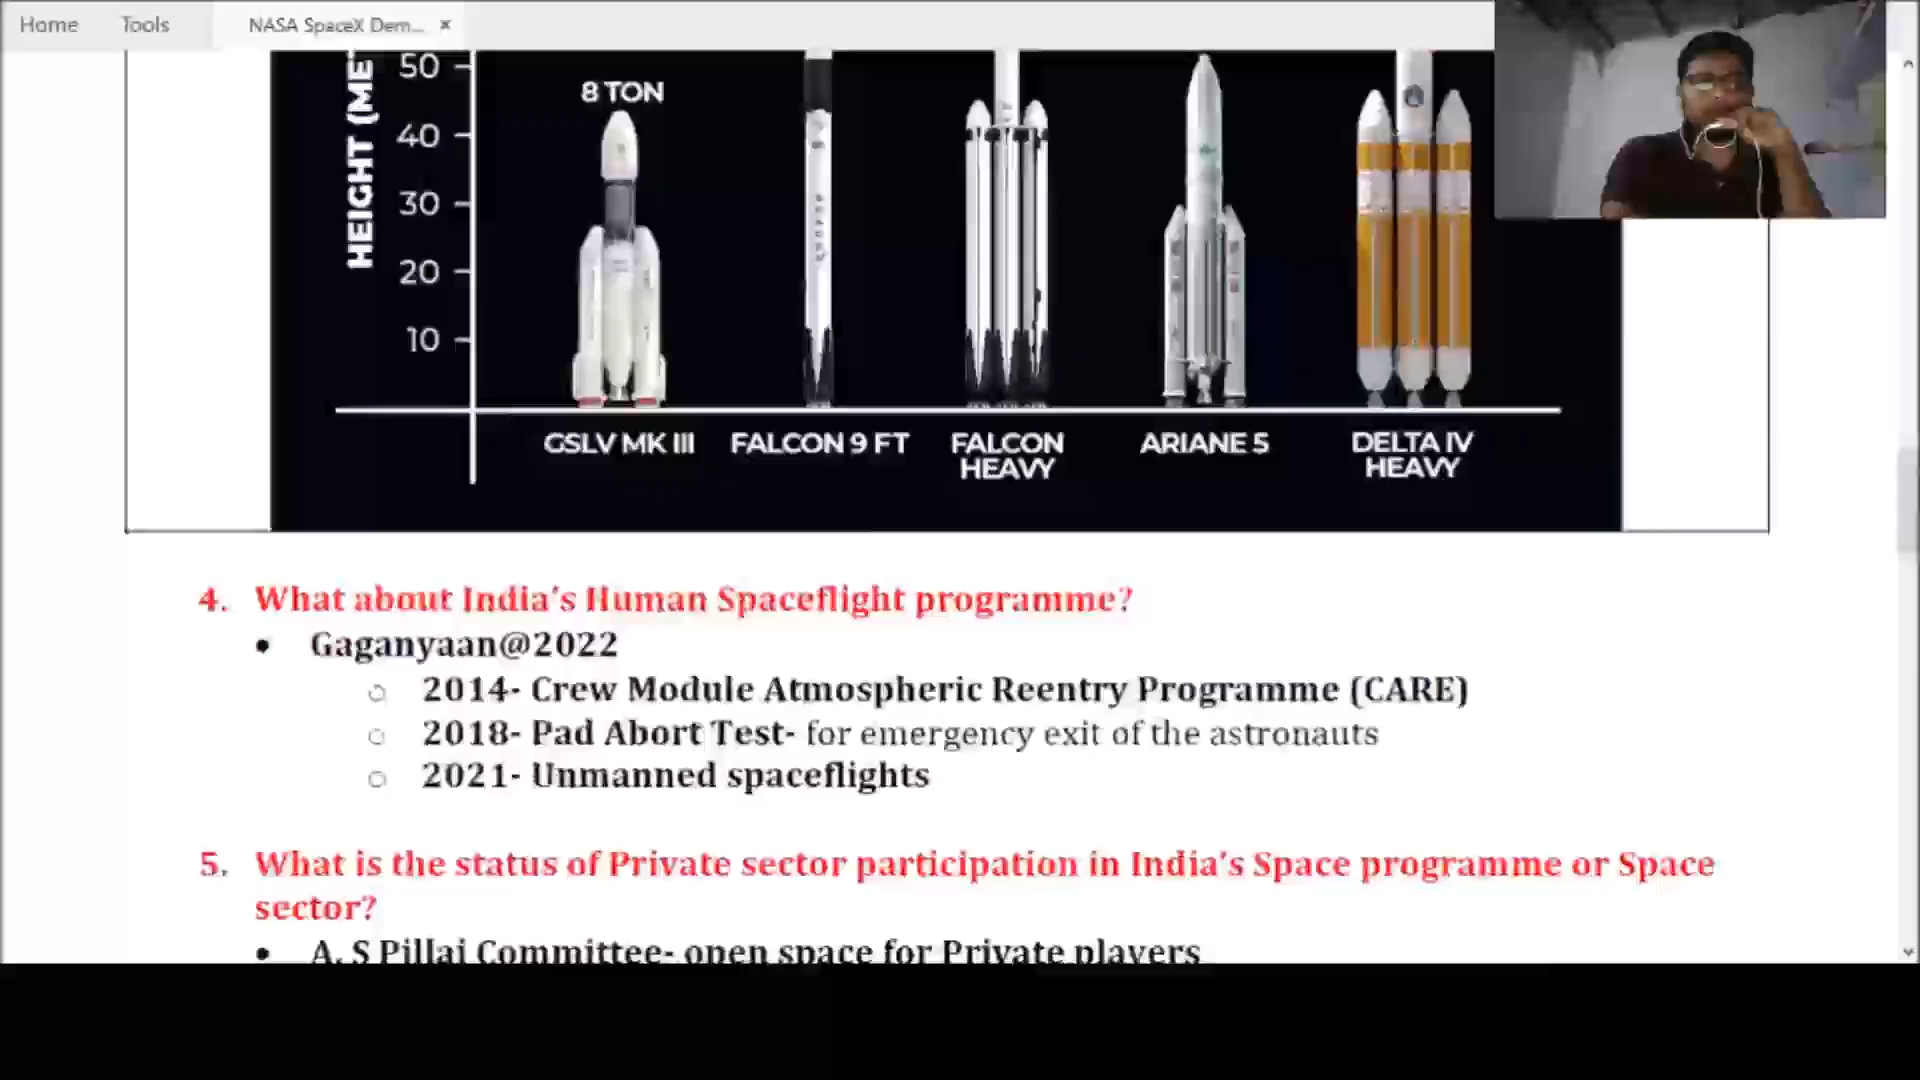 Home
Tools
NASA SpaceX Dem...
HEIGHT (ME
50
8 TON
40
30
20
10
GSLV MK III
FALCON 9 FT
FALCON
HEAVY
ARIANE 5
DELTA IV
HEAVY
4. What about India's Human Spaceflight programme?
• Gaganyaan@2022
○ 2014- Crew Module Atmospheric Reentry Programme (CARE)
○ 2018- Pad Abort Test- for emergency exit of the astronauts
○ 2021- Unmanned spaceflights
5. What is the status of Private sector participation in India's Space programme or Space
sector?
• A. S Pillai Committee- open space for Private players